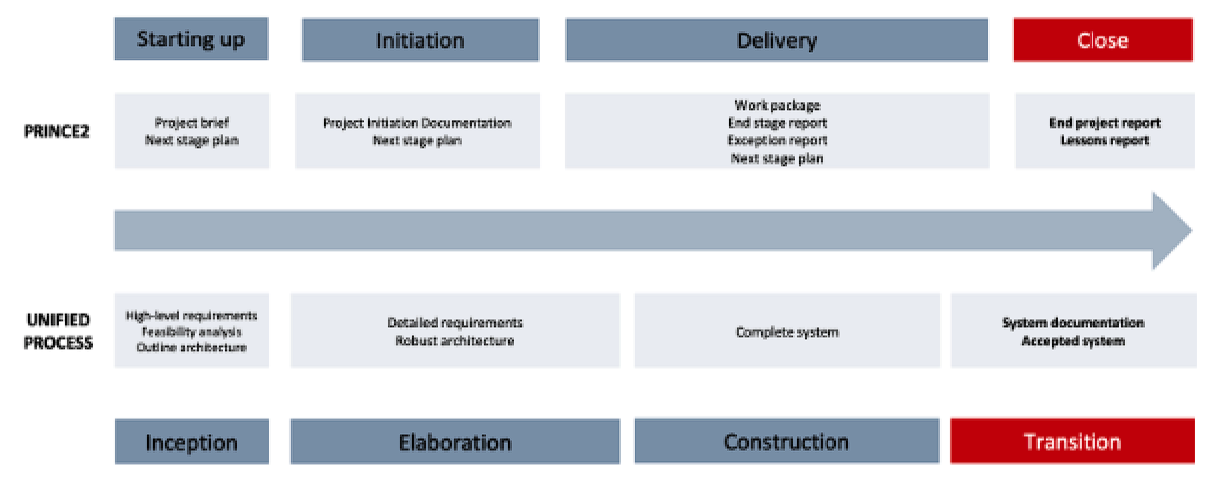 Starting up
Initiation
Delivery
Close
PRINCE2
Project brief
Next stage plan
Project Initiation Documentation
Next stage plan
Work package
End stage report
Exception report
Next stage plan
End project report
Lessons report
UNIFIED
PROCESS
High-level requirements
Feasibility analysis
Outline architecture
Detailed requirements
Robust architecture
Complete system
System documentation
Accepted system
Inception
Elaboration
Construction
Transition